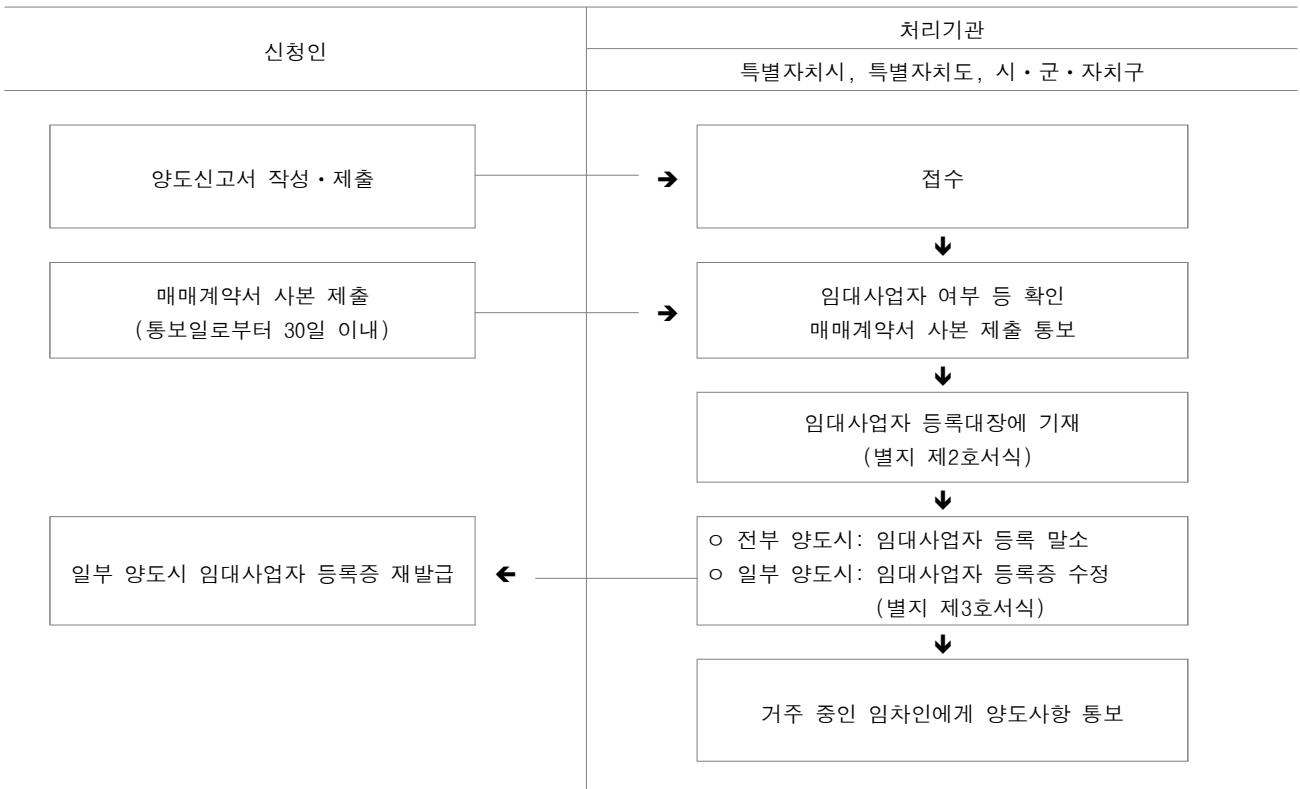 신청인
처리기관
특별자치시, 특별자치도, 시・군・자치구
양도신고서 작성・제출
➔
접수
🡻
매매계약서 사본 제출
(통보일로부터 30일 이내)
➔
임대사업자 여부 등 확인
매매계약서 사본 제출 통보
🡻
임대사업자 등록대장에 기재
(별지 제2호서식)
🡻
일부 양도시 임대사업자 등록증 재발급
🡸
ㅇ 전부 양도시: 임대사업자 등록 말소
ㅇ 일부 양도시: 임대사업자 등록증 수정
(별지 제3호서식)
🡻
거주 중인 임차인에게 양도사항 통보